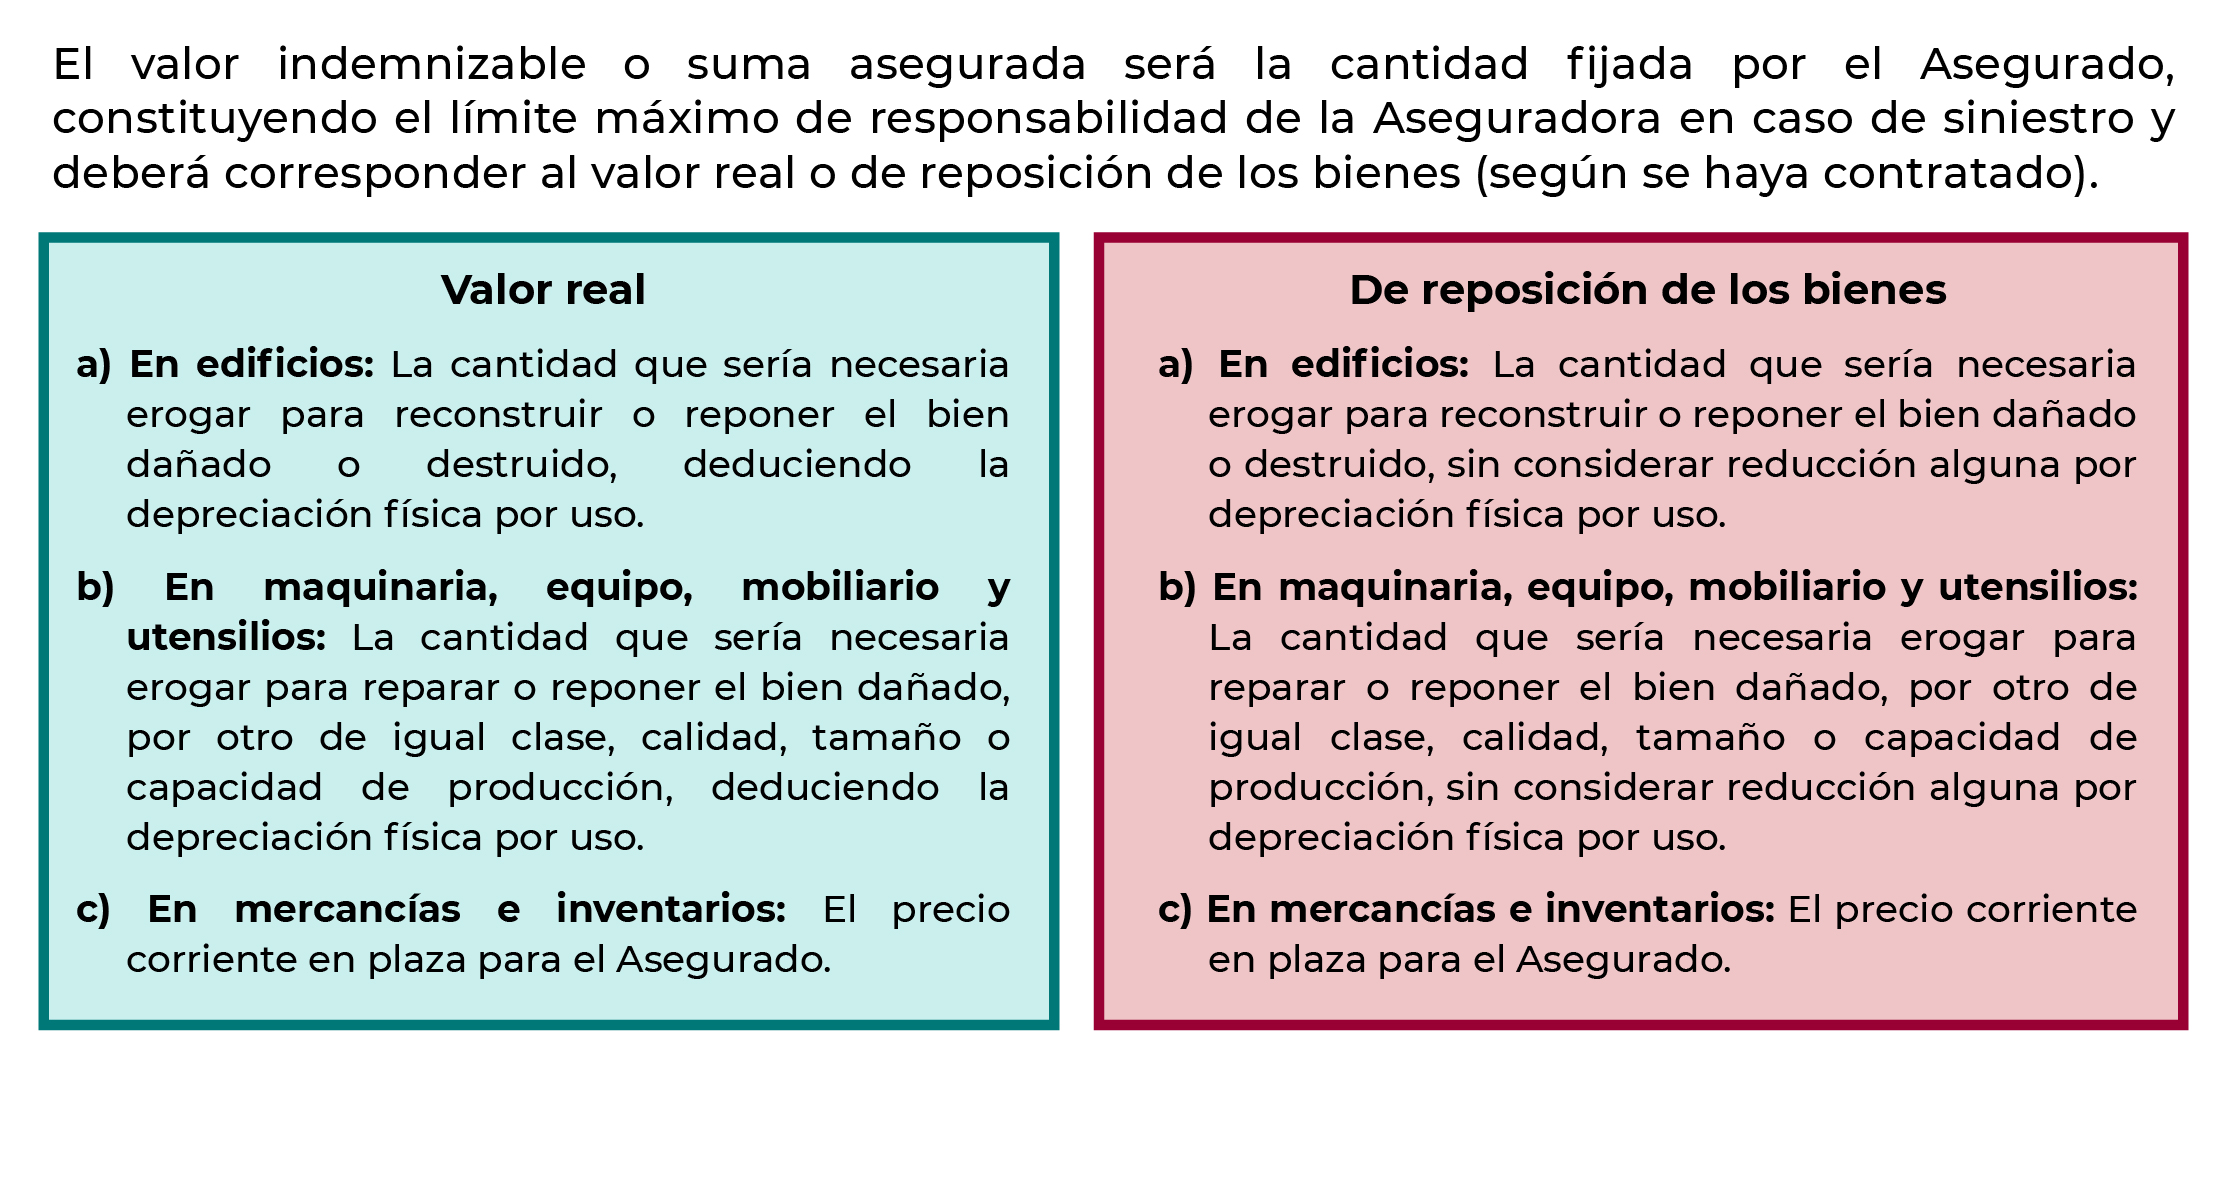 El valor indemnizable o suma asegurada será la cantidad fijada por el Asegurado,
constituyendo el límite máximo de responsabilidad de la Aseguradora en caso de siniestro y
deberá corresponder al valor real o de reposición de los bienes (según se haya contratado).
Valor real
a) En edificios: La cantidad que sería necesaria
erogar para reconstruir o reponer el bien
dañado o destruido, deduciendo la
depreciación física por uso.
b) En maquinaria, equipo, mobiliario y
utensilios: La cantidad que sería necesaria
erogar para reparar o reponer el bien dañado,
por otro de igual clase, calidad, tamaño o
capacidad de producción, deduciendo la
depreciación física por uso.
c) En mercancías e inventarios: El precio
corriente en plaza para el Asegurado.
De reposición de los bienes
a) En edificios: La cantidad que sería necesaria
erogar para reconstruir o reponer el bien dañado
o destruido, sin considerar reducción alguna por
depreciación física por uso.
b) En maquinaria, equipo, mobiliario y utensilios:
La cantidad que sería necesaria erogar para
reparar o reponer el bien dañado, por otro de
igual clase, calidad, tamaño o capacidad de
producción, sin considerar reducción alguna por
depreciación física por uso.
c) En mercancías e inventarios: El precio corriente
en plaza para el Asegurado.